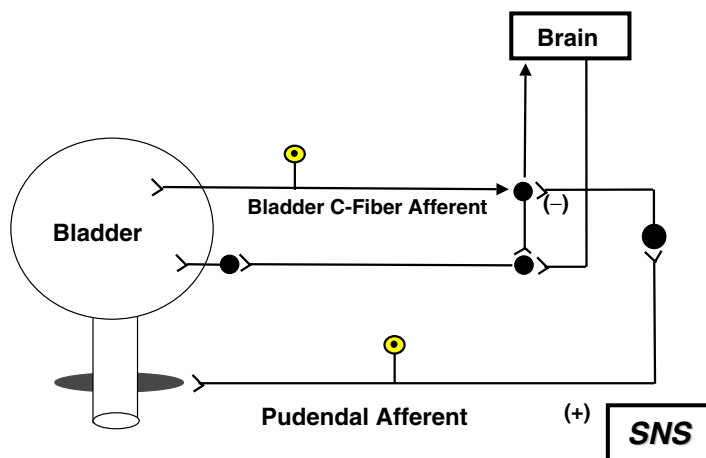 Brain
Bladder C-Fiber Afferent
(–)
Bladder
Pudendal Afferent
(+)
SNS